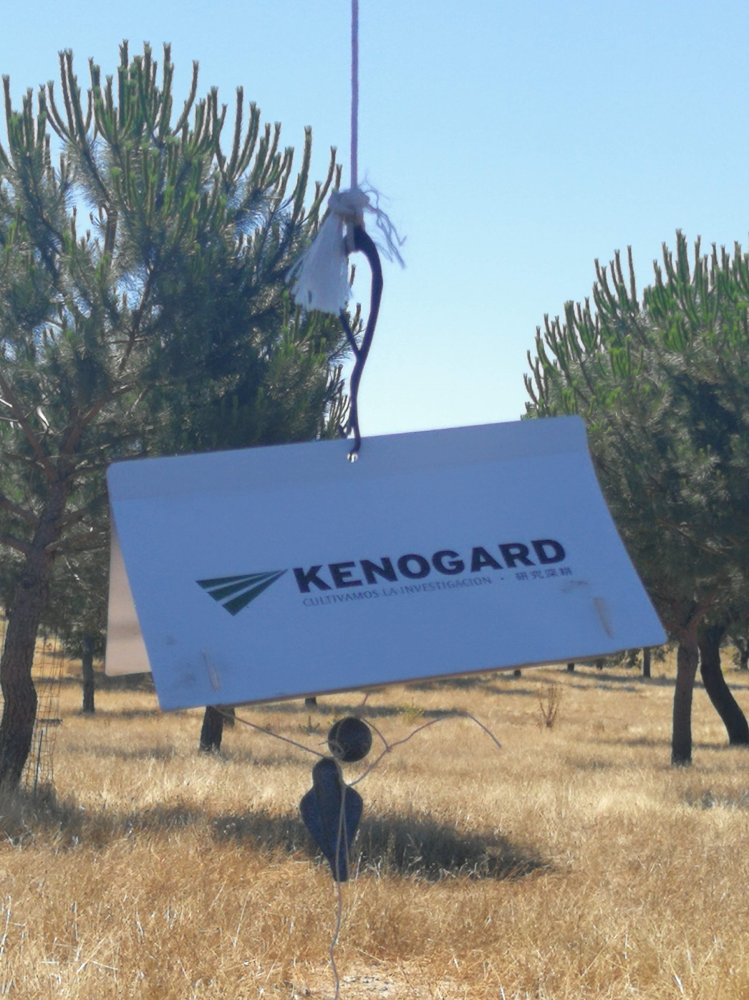 KENOGARD
CULTIVAMOS LA INVESTIGACION · 研究深耕